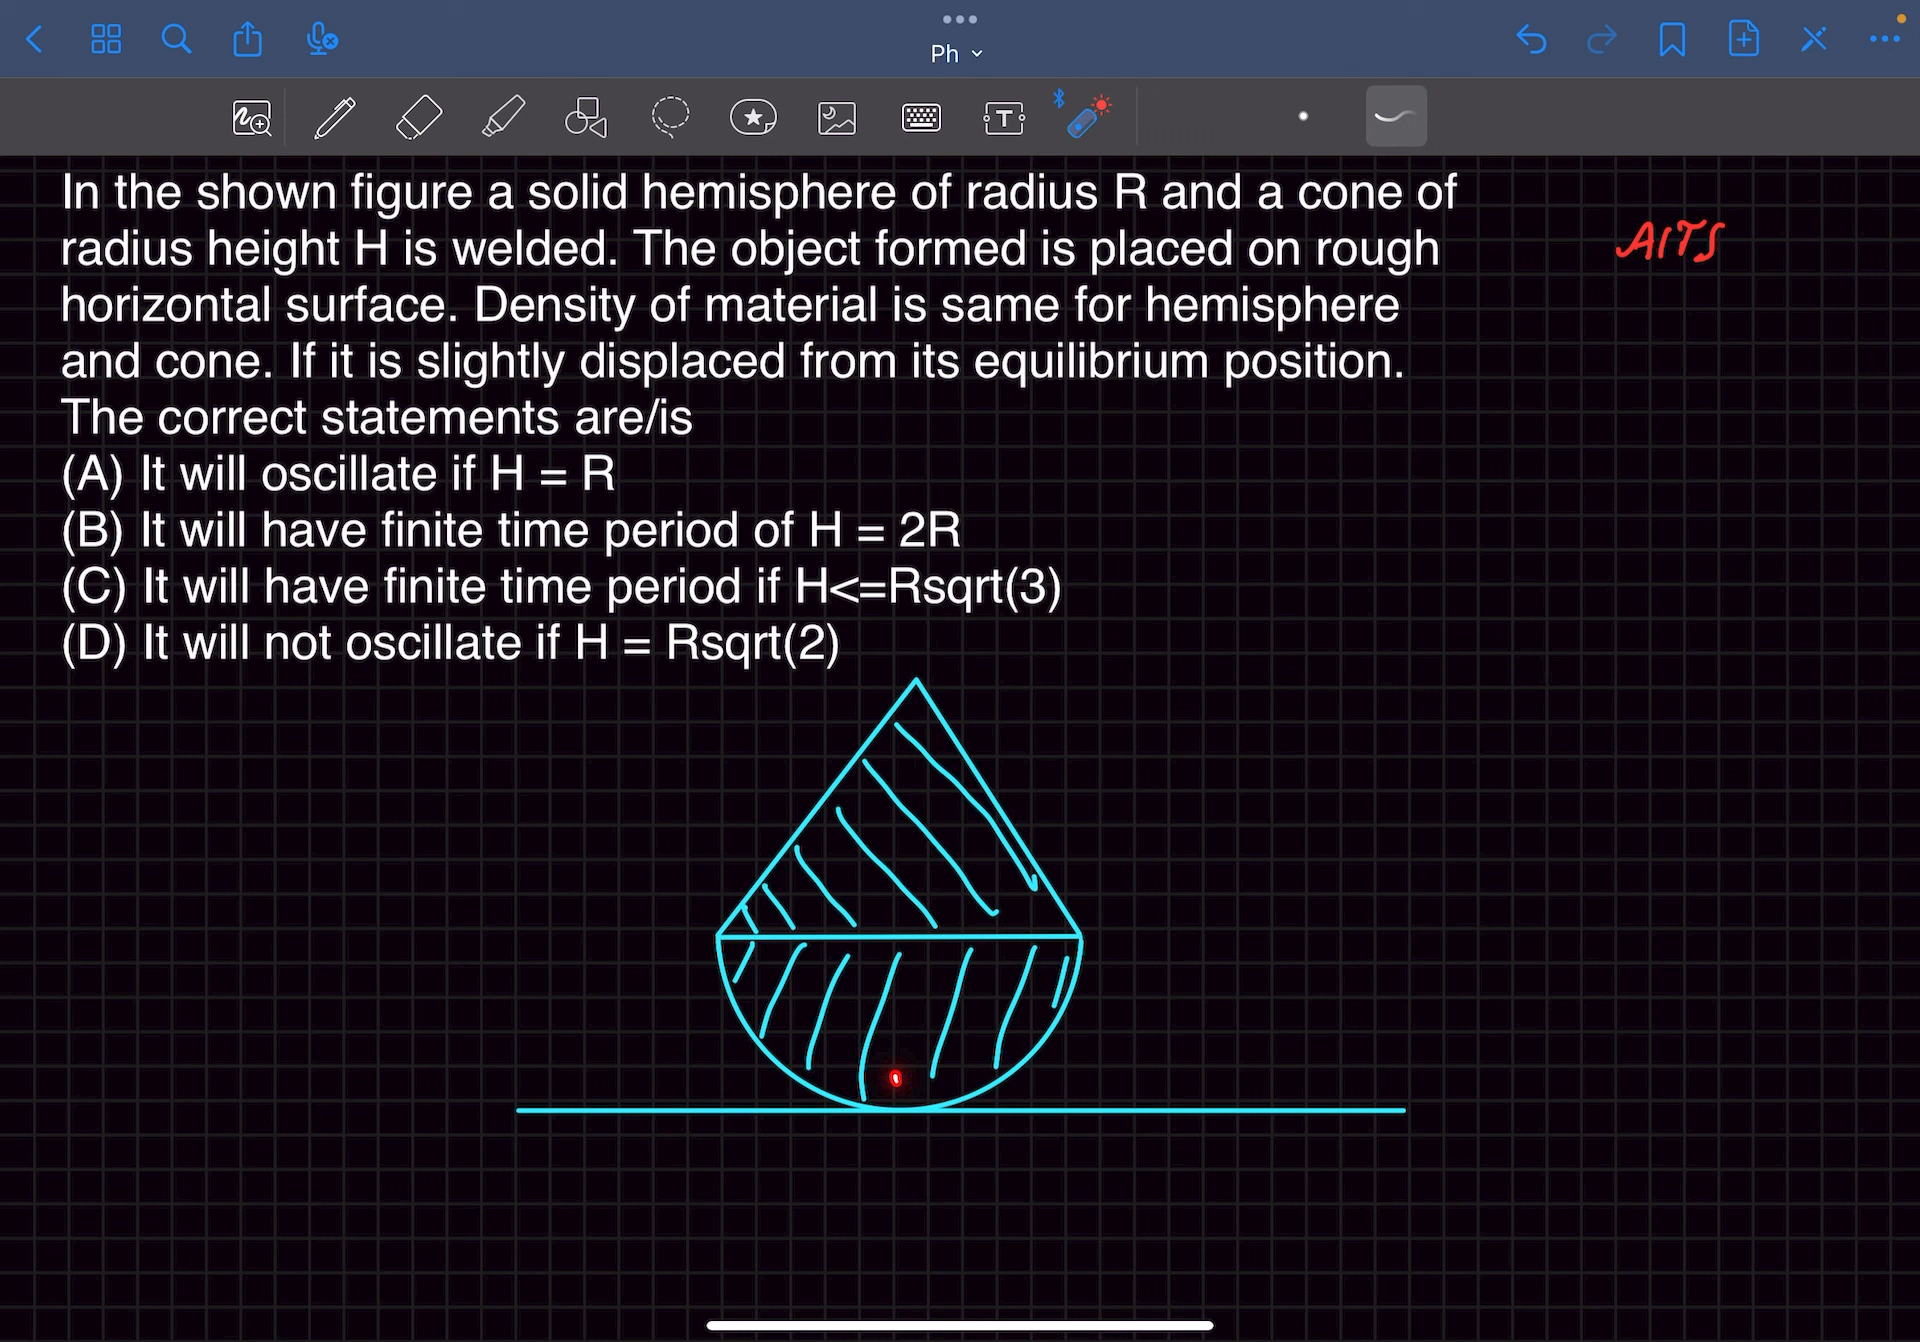 Ph
In the shown figure a solid hemisphere of radius R and a cone of
radius height H is welded. The object formed is placed on rough
horizontal surface. Density of material is same for hemisphere
and cone. If it is slightly displaced from its equilibrium position.
The correct statements are/is
(A) It will oscillate if H = R
(B) It will have finite time period of H = 2R
(C) It will have finite time period if H<=Rsqrt(3)
(D) It will not oscillate if H = Rsqrt(2)
AITS